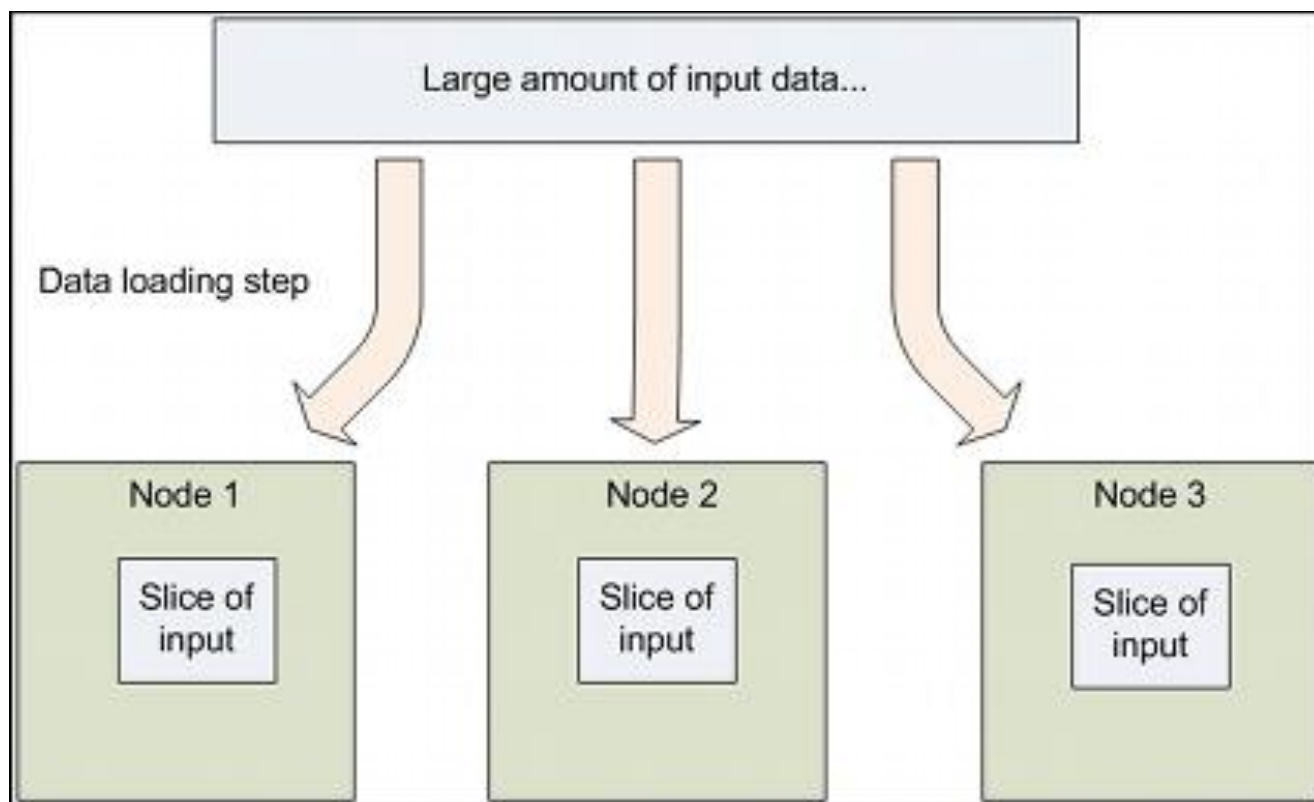 Large amount of input data...
Data loading step
Node 1
Node 2
Node 3
Slice of
input
Slice of
input
Slice of
input